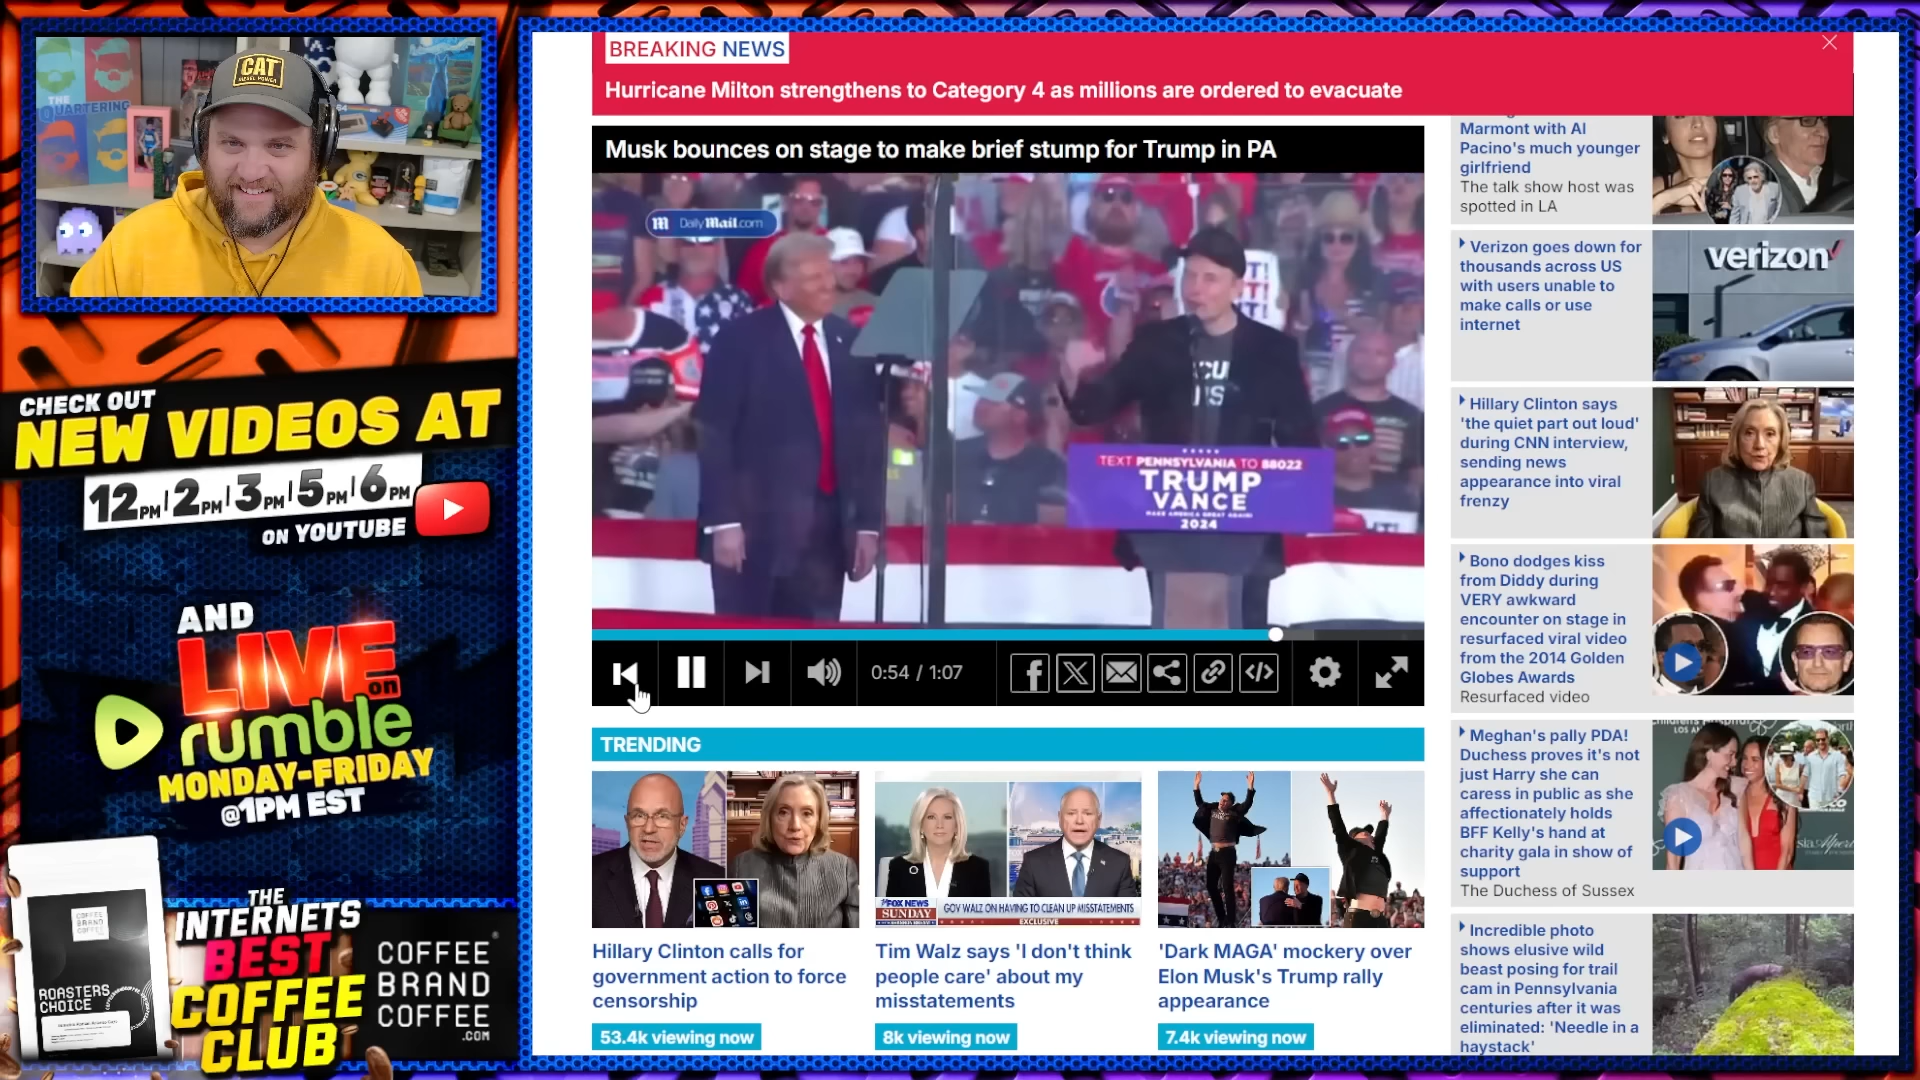 CAT
DIESEL POWER
THE
QUARTERING
64
CHECK OUT
NEW VIDEOS AT
12PM|2PM|3PM|5PM|6PM
ON YOUTUBE
AND
LIVE
on
rumble
MONDAY-FRIDAY
@1PM EST
THE
INTERNETS
BEST
COFFEE
CLUB
COFFEE
BRAND
COFFEE
ROASTERS
CHOICE
COFFEE
BRAND
COFFEE
.COM
BREAKING NEWS
Hurricane Milton strengthens to Category 4 as millions are ordered to evacuate
Musk bounces on stage to make brief stump for Trump in PA
DailyMail.com
TEXT PENNSYLVANIA TO 88022
TRUMP
VANCE
MAKE AMERICA GREAT AGAIN!
2024
0:54 / 1:07
TRENDING
FOX NEWS
SUNDAY
GOV WALZ ON HAVING TO CLEAN UP MISSTATEMENTS
EXCLUSIVE
Hillary Clinton calls for
government action to force
censorship
53.4k viewing now
Tim Walz says 'I don't think
people care' about my
misstatements
8k viewing now
'Dark MAGA' mockery over
Elon Musk's Trump rally
appearance
7.4k viewing now
Marmont with Al
Pacino's much younger
girlfriend
The talk show host was
spotted in LA
Verizon goes down for
thousands across US
with users unable to
make calls or use
internet
verizon
Hillary Clinton says
'the quiet part out loud'
during CNN interview,
sending news
appearance into viral
frenzy
Bono dodges kiss
from Diddy during
VERY awkward
encounter on stage in
resurfaced viral video
from the 2014 Golden
Globes Awards
Resurfaced video
Meghan's pally PDA!
Duchess proves it's not
just Harry she can
caress in public as she
affectionately holds
BFF Kelly's hand at
charity gala in show of
support
The Duchess of Sussex
Incredible photo
shows elusive wild
beast posing for trail
cam in Pennsylvania
centuries after it was
eliminated: 'Needle in a
haystack'